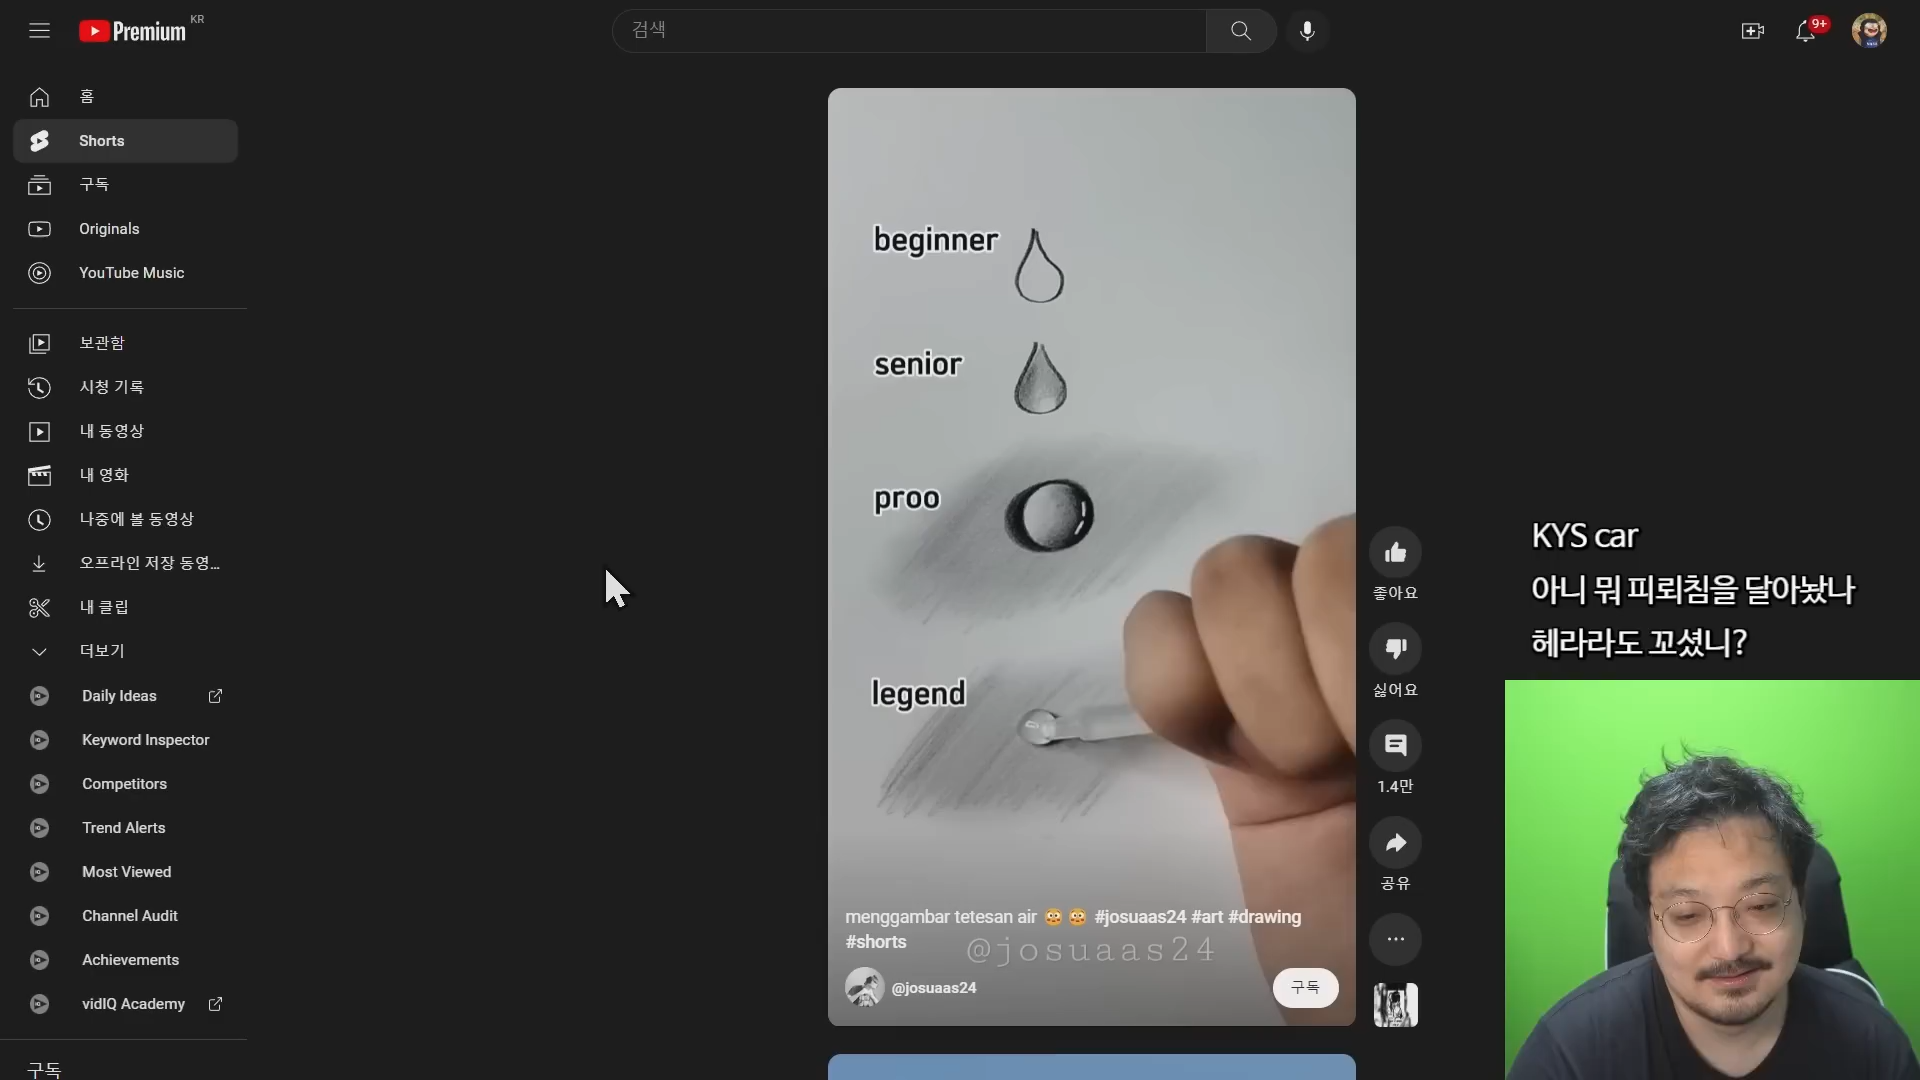 Premium KR
검색
9+
홈
Shorts
구독
Originals
YouTube Music
보관함
시청 기록
내 동영상
내 영화
나중에 볼 동영상
오프라인 저장 동영...
내 클립
더보기
Daily Ideas
Keyword Inspector
Competitors
Trend Alerts
Most Viewed
Channel Audit
Achievements
vidIQ Academy
구독
beginner
senior
proo
legend
menggambar tetesan air 😳 😳 #josuaas24 #art #drawing
#shorts
@josuaas24
@josuaas24
구독
좋아요
싫어요
1.4만
공유
KYS car
아니 뭐 피뢰침을 달아놨나
헤라라도 꼬셨니?